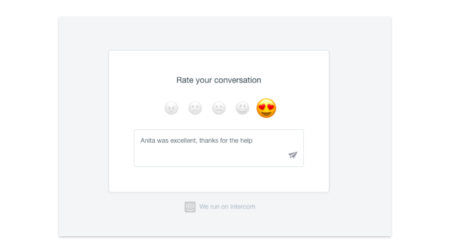 Rate your conversation
Anita was excellent, thanks for the help
We run on Intercom